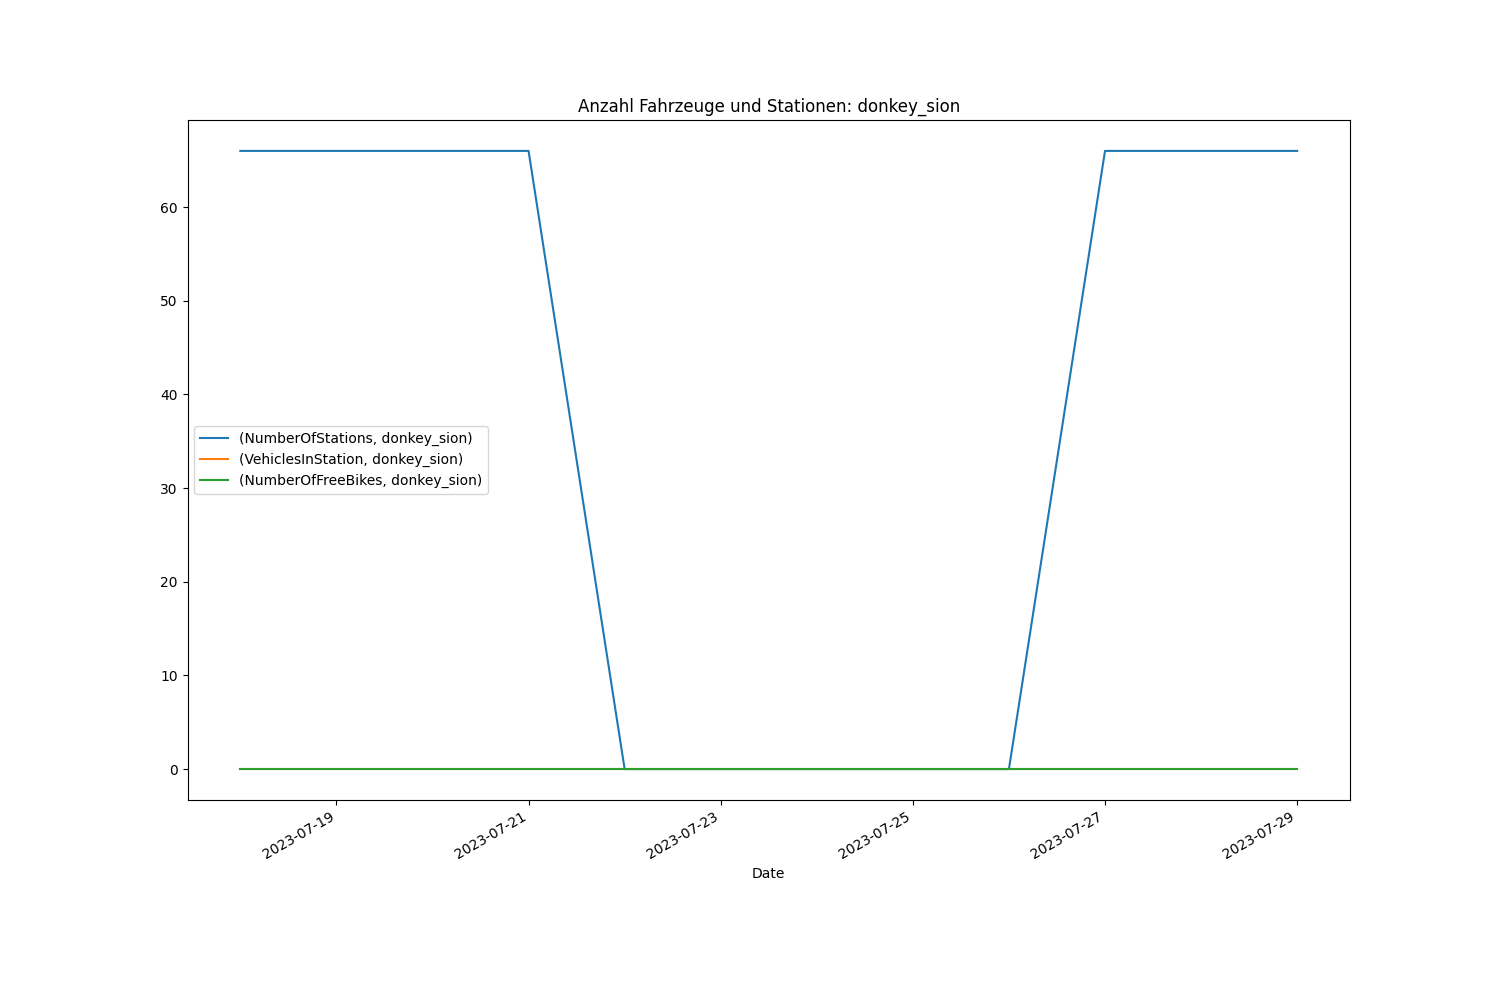 Anzahl Fahrzeuge und Stationen: donkey_sion
60
50
40
30
20
10
0
(NumberOfStations, donkey_sion)
(VehiclesInStation, donkey_sion)
(NumberOfFreeBikes, donkey_sion)
2023-07-19
2023-07-21
2023-07-23
2023-07-25
2023-07-27
2023-07-29
Date